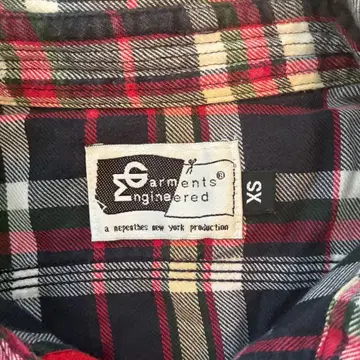 Garments®
Engineered
a nepenthes new york production
XS